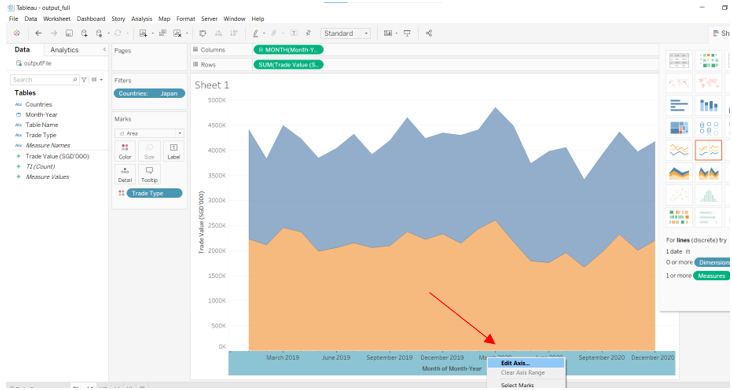 Tableau - output_full
File Data Worksheet Dashboard Story Analysis Map Format Server Window Help
Standard
Sh
Data Analytics
outputFile
Search
Tables
Abc Countries
Month-Year
Abc Table Name
Abc Trade Type
Abc Measure Names
Trade Value (SGD'000)
T1 (Count)
Measure Values
Pages
Filters
Countries: Japan
Marks
Area
Color Size Label
Detail Tooltip
Trade Type
Columns MONTH(Month-Y...
Rows SUM(Trade Value (S...
Sheet 1
Trade Value (SGD'000)
5000K
4500K
4000K
3500K
3000K
2500K
2000K
1500K
1000K
500K
0K
March 2019 June 2019 September 2019 December 2019 September 2020 December 2020
Month of Month-Year
Edit Axis...
Clear Axis Range
Select Marks
For lines (discrete) try
1 date
0 or more Dimension
1 or more Measures